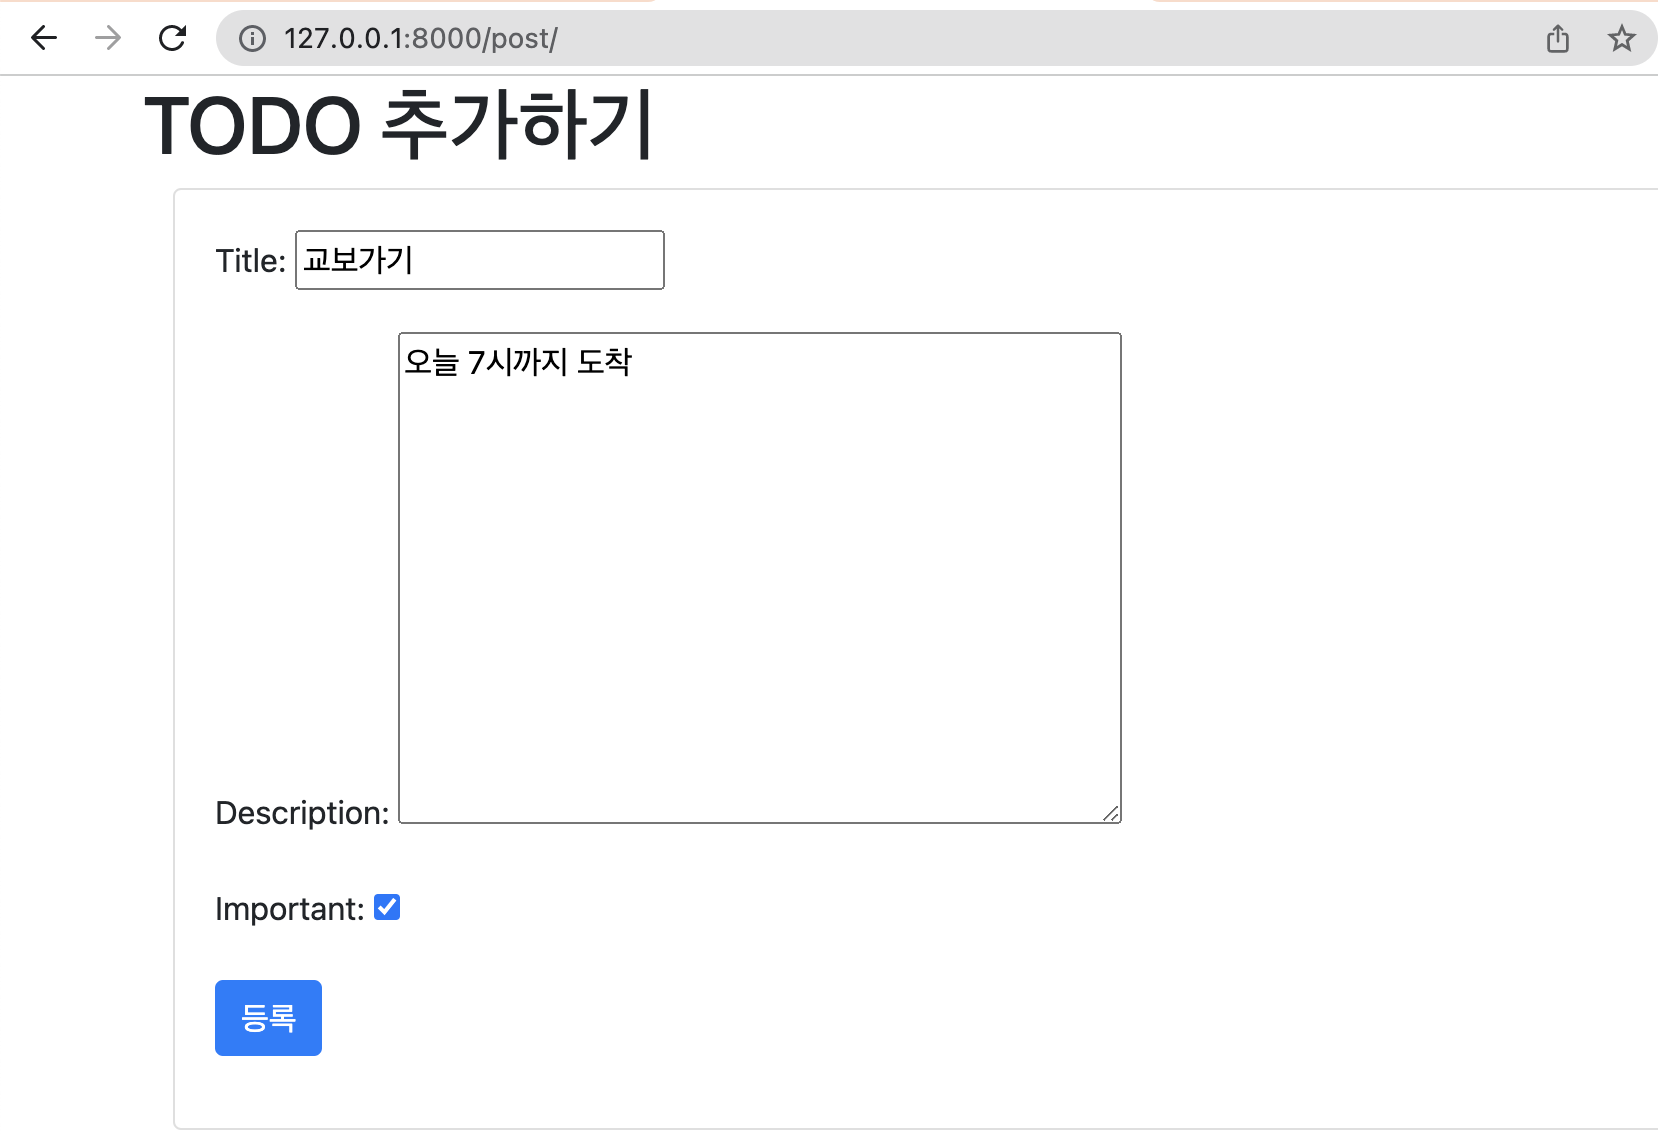 127.0.0.1:8000/post/
TODO 추가하기
Title: 교보가기
오늘 7시까지 도착
Description:
Important:
등록